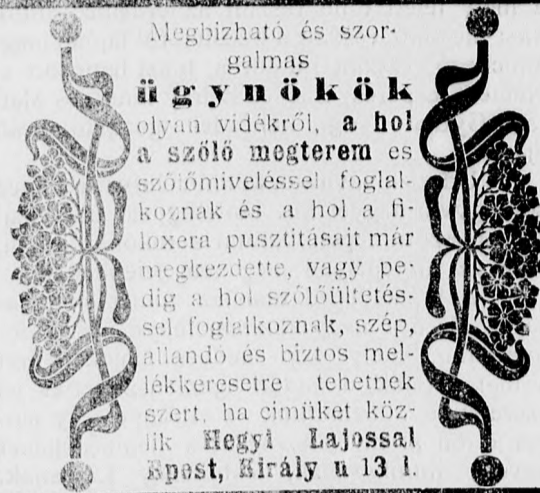 Megbizható és szor-
galmas
ügynökök
olyan vidékről, a hol
a szőlő megterem es
szőlőmiveléssel foglal-
koznak és a hol a fi-
loxera pusztitásait már
megkezdette, vagy pe-
dig a hol szőlőültetés-
sel foglalkoznak, szép,
allandó és biztos mel-
lékkeresetre tehetnek
szert, ha cimüket köz-
lik Hegyi Lajossal
Bpest, Király u 13 I.